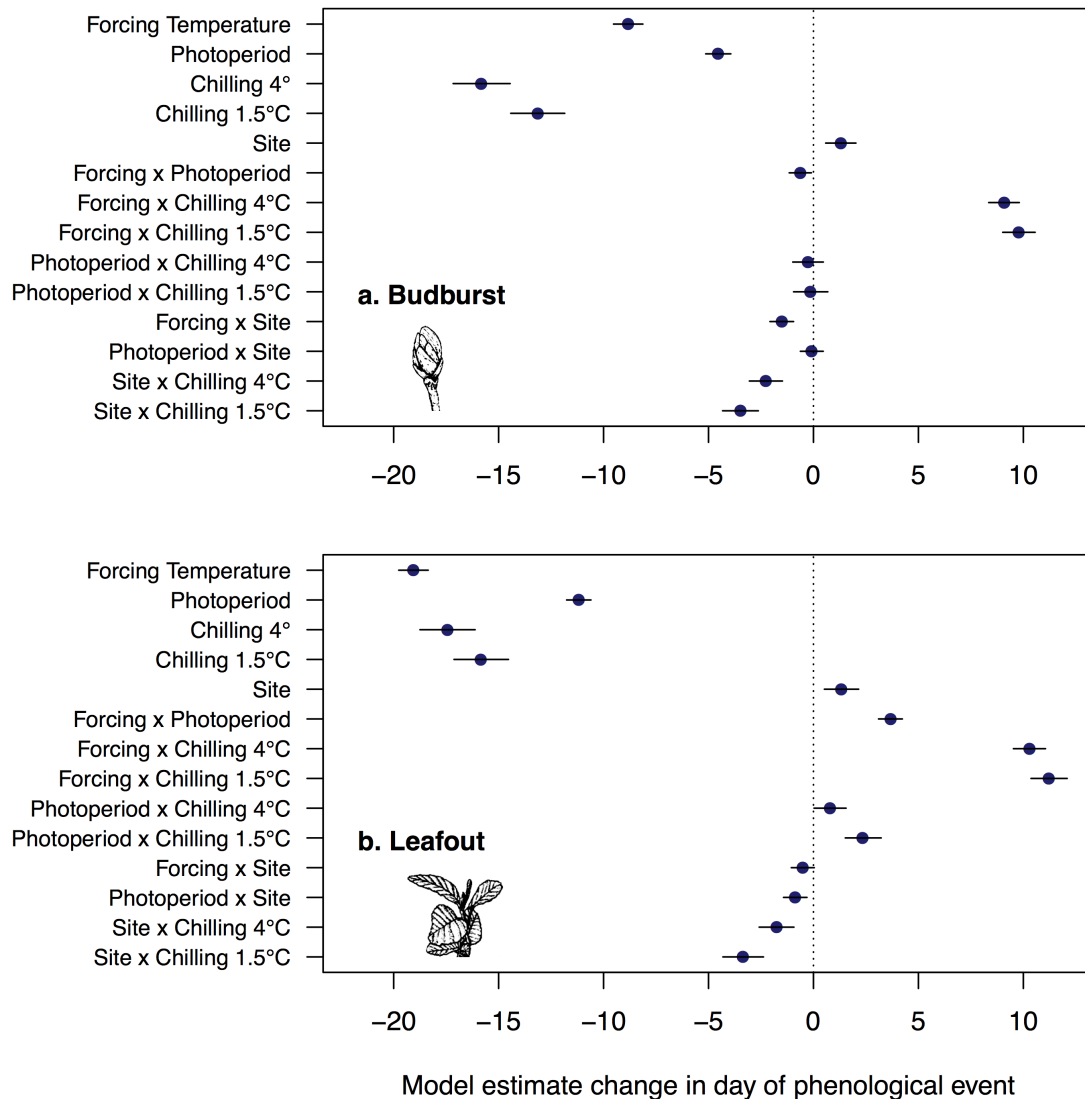 Forcing Temperature
Photoperiod
Chilling 4°
Chilling 1.5°C
Site
Forcing x Photoperiod
Forcing x Chilling 4°C
Forcing x Chilling 1.5°C
Photoperiod x Chilling 4°C
Photoperiod x Chilling 1.5°C
Forcing x Site
Photoperiod x Site
Site x Chilling 4°C
Site x Chilling 1.5°C
a. Budburst
−20 −15 −10 −5 0 5 10
Forcing Temperature
Photoperiod
Chilling 4°
Chilling 1.5°C
Site
Forcing x Photoperiod
Forcing x Chilling 4°C
Forcing x Chilling 1.5°C
Photoperiod x Chilling 4°C
Photoperiod x Chilling 1.5°C
Forcing x Site
Photoperiod x Site
Site x Chilling 4°C
Site x Chilling 1.5°C
b. Leafout
−20 −15 −10 −5 0 5 10
Model estimate change in day of phenological event